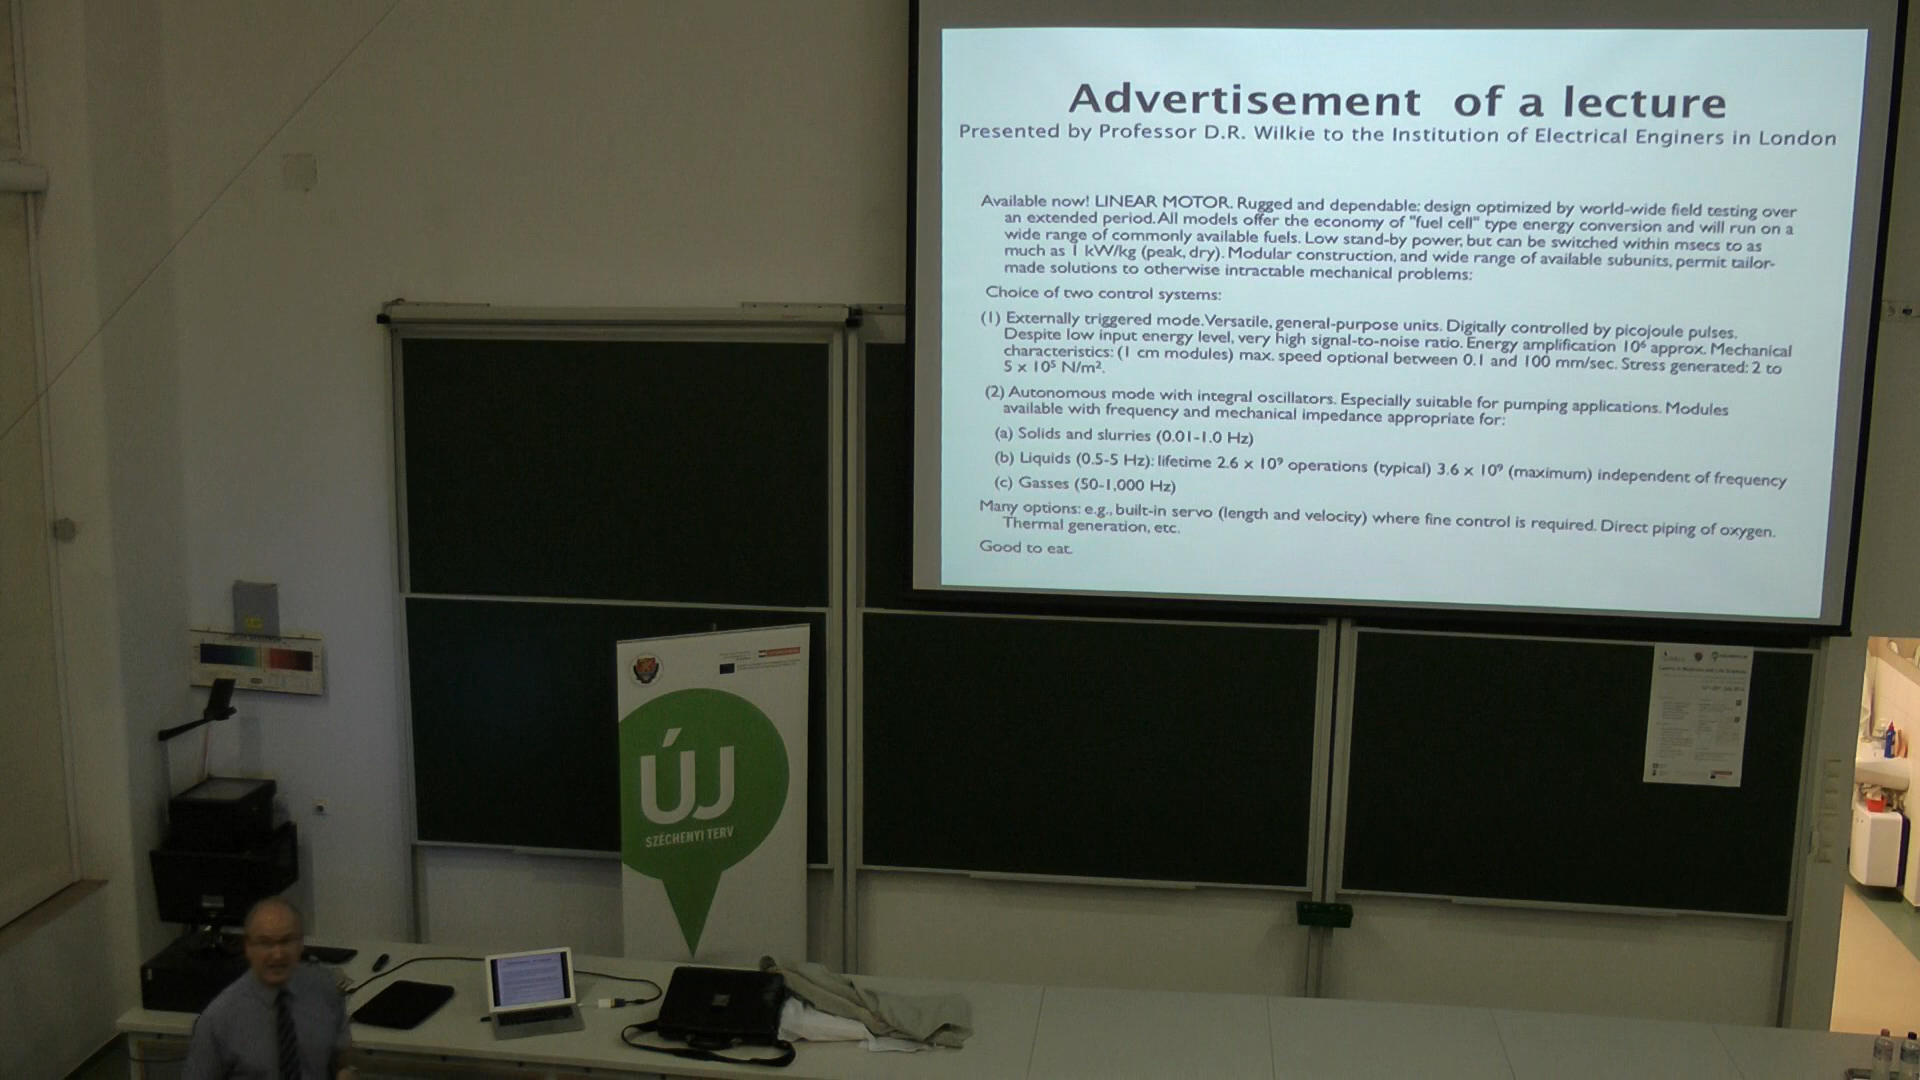 Advertisement of a lecture
Presented by Professor D.R. Wilkie to the Institution of Electrical Enginers in London
Available now! LINEAR MOTOR. Rugged and dependable: design optimized by world-wide field testing over
an extended period. All models offer the economy of "fuel cell" type energy conversion and will run on a
wide range of commonly available fuels. Low stand-by power, but can be switched within msecs to as
much as 1 kW/kg (peak, dry). Modular construction, and wide range of available subunits, permit tailor-
made solutions to otherwise intractable mechanical problems:
Choice of two control systems:
(1) Externally triggered mode. Versatile, general-purpose units. Digitally controlled by picojoule pulses.
Despite low input energy level, very high signal-to-noise ratio. Energy amplification 10⁶ approx. Mechanical
characteristics: (1 cm modules) max. speed optional between 0.1 and 100 mm/sec. Stress generated: 2 to
5 x 10⁵ N/m².
(2) Autonomous mode with integral oscillators. Especially suitable for pumping applications. Modules
available with frequency and mechanical impedance appropriate for:
(a) Solids and slurries (0.01-1.0 Hz)
(b) Liquids (0.5-5 Hz): lifetime 2.6 x 10⁹ operations (typical) 3.6 x 10⁹ (maximum) independent of frequency
(c) Gasses (50-1,000 Hz)
Many options: e.g., built-in servo (length and velocity) where fine control is required. Direct piping of oxygen.
Thermal generation, etc.
Good to eat.
ÚJ
SZÉCHENYI TERV